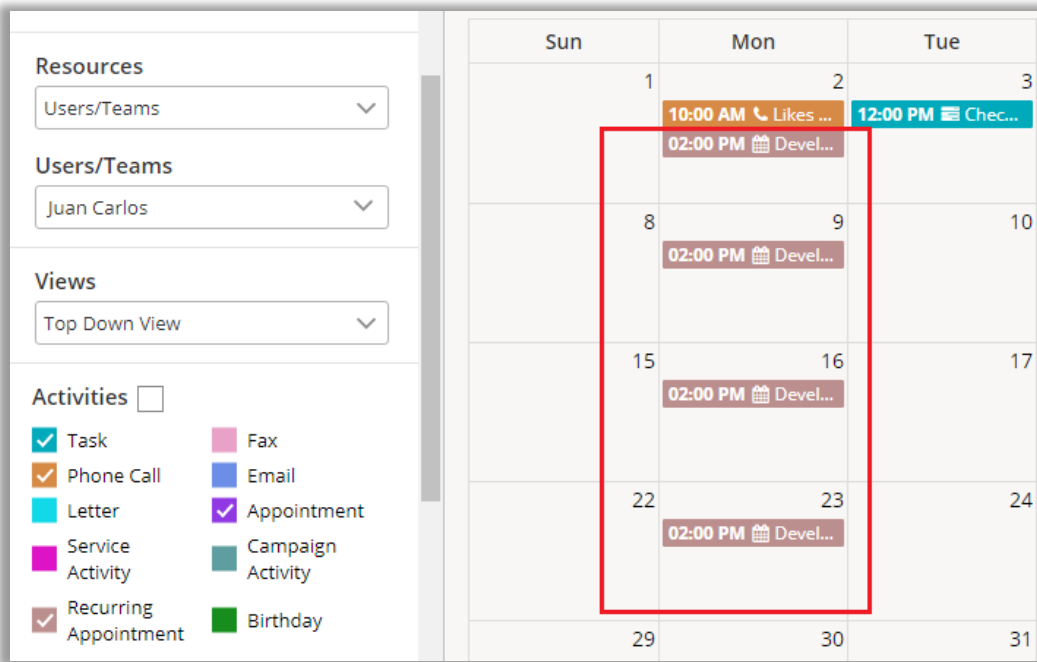 Resources
Users/Teams
Users/Teams
Juan Carlos
Views
Top Down View
Activities
Task
Fax
Phone Call
Email
Letter
Appointment
Service
Activity
Campaign
Activity
Recurring
Appointment
Birthday
Sun Mon Tue
1 2 3
10:00 AM Likes ... 12:00 PM Chec...
02:00 PM Devel...
8 9 10
02:00 PM Devel...
15 16 17
02:00 PM Devel...
22 23 24
02:00 PM Devel...
29 30 31